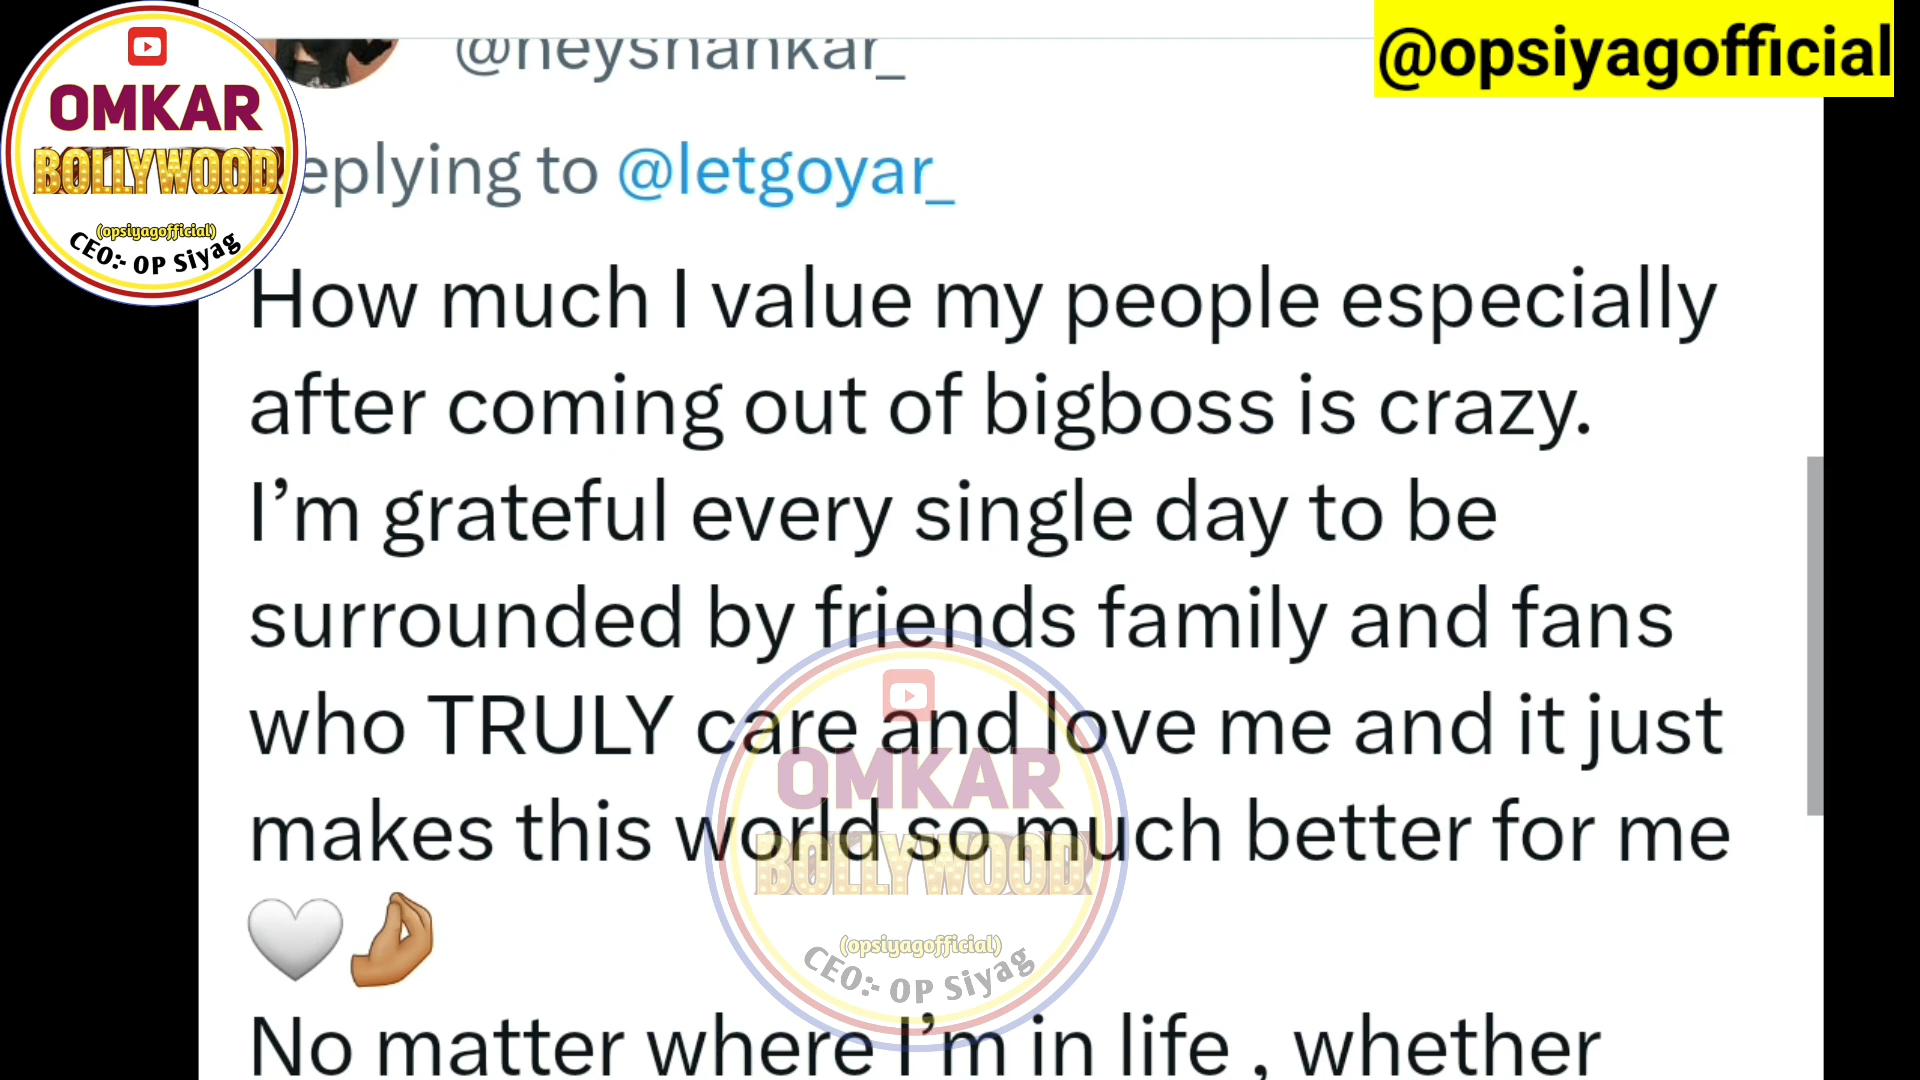 OMKAR
BOLLYWOOD
(opsiyagofficial)
CEO:- OP Siyag
@opsiyagofficial
@heyshankar_
eplying to @letgoyar_
How much I value my people especially
after coming out of bigboss is crazy.
I’m grateful every single day to be
surrounded by friends family and fans
who TRULY care and love me and it just
makes this world so much better for me
🤍🤌🏽
No matter where I’m in life , whether
OMKAR
BOLLYWOOD
(opsiyagofficial)
CEO:- OP Siyag